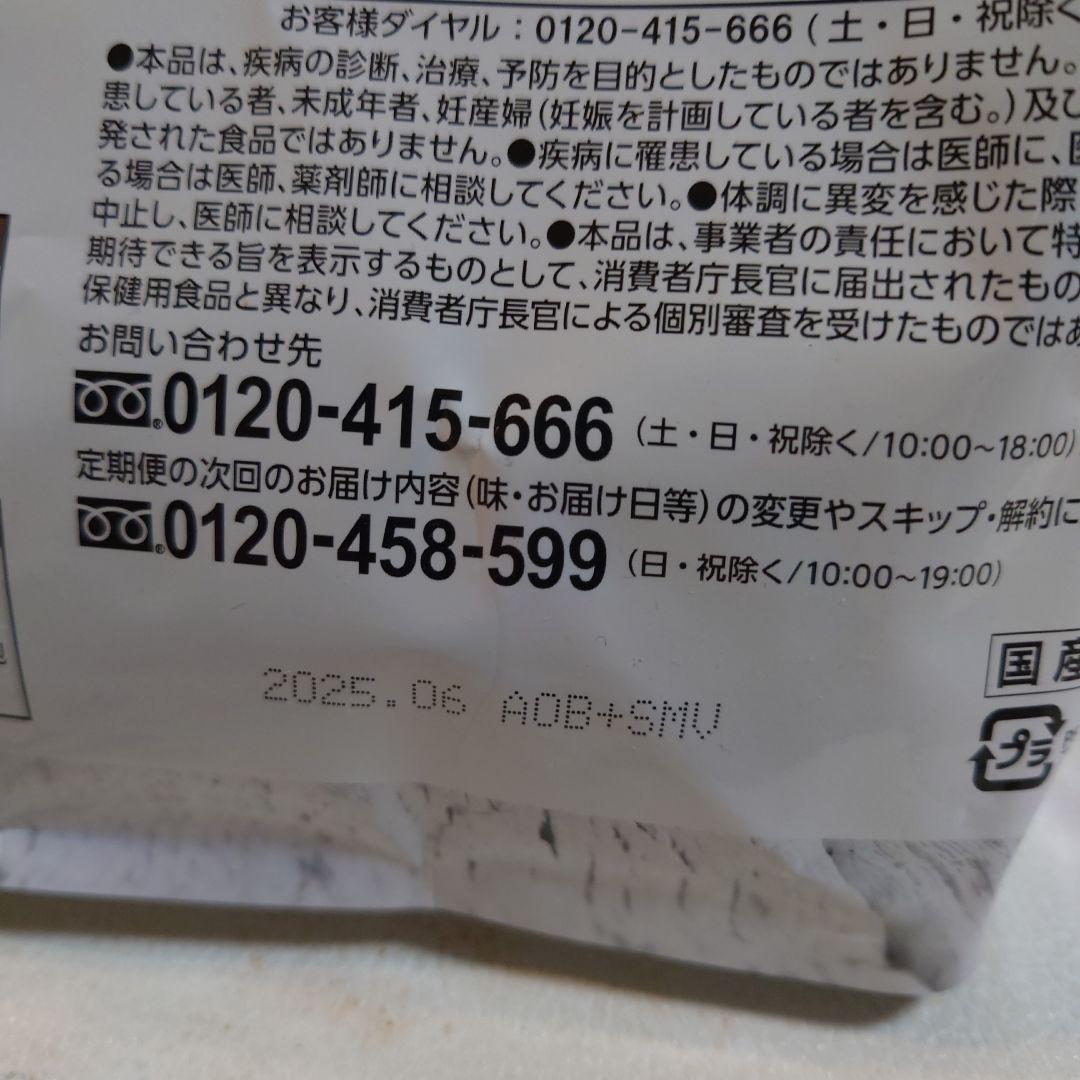 お客様ダイヤル：0120-415-666（土・日・祝除く
●本品は、疾病の診断、治療、予防を目的としたものではありません。
患している者、未成年者、妊産婦（妊娠を計画している者を含む。）及び
発された食品ではありません。●疾病に罹患している場合は医師に、医
る場合は医師、薬剤師に相談してください。●体調に異変を感じた際
中止し、医師に相談してください。●本品は、事業者の責任において特
期待できる旨を表示するものとして、消費者庁長官に届出されたもの
保健用食品と異なり、消費者庁長官による個別審査を受けたものではあ
お問い合わせ先
0120-415-666（土・日・祝除く/10:00～18:00）
定期便の次回のお届け内容（味・お届け日等）の変更やスキップ・解約に
0120-458-599（日・祝除く/10:00～19:00）
2025.06 AOB+SMV
国産
プラ